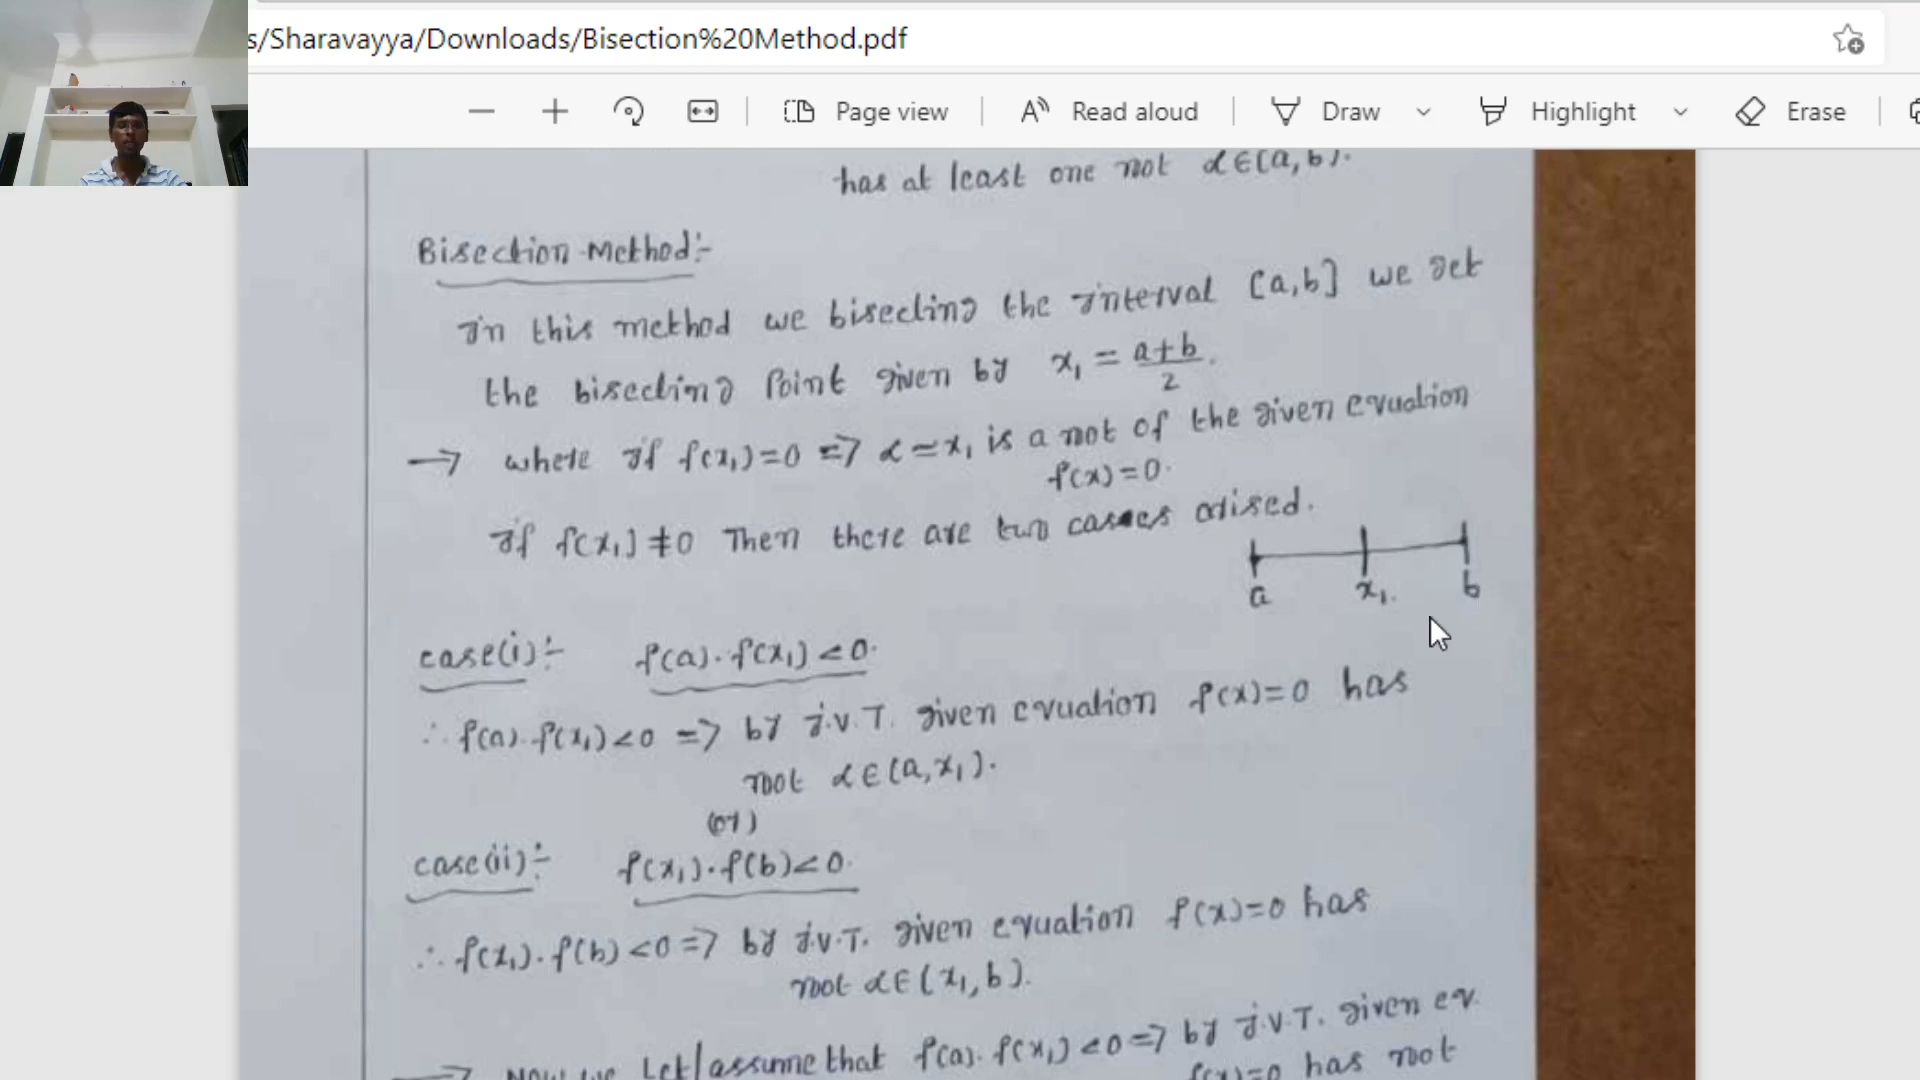 s/Sharavayya/Downloads/Bisection%20Method.pdf
Page view Read aloud Draw Highlight Erase
has at least one root α∈(a,b).
Bisection Method:-
In this method we bisecting the interval [a,b] we get
the bisecting point given by x₁ = a+b/2.
→ where if f(x₁)=0 => α=x₁ is a root of the given equation
f(x)=0.
If f(x₁)≠0 Then there are two cases arised.
a x₁. b
case(i):- f(a).f(x₁)<0.
∴ f(a).f(x₁)<0 => by I.V.T. given equation f(x)=0 has
root α∈(a,x₁).
(or)
case(ii):- f(x₁).f(b)<0.
∴ f(x₁).f(b)<0 => by I.V.T. given equation f(x)=0 has
root α∈(x₁,b).
→ Now we Let/assume that f(a).f(x₁)<0 => by I.V.T. given eq.
f(x)=0 has root